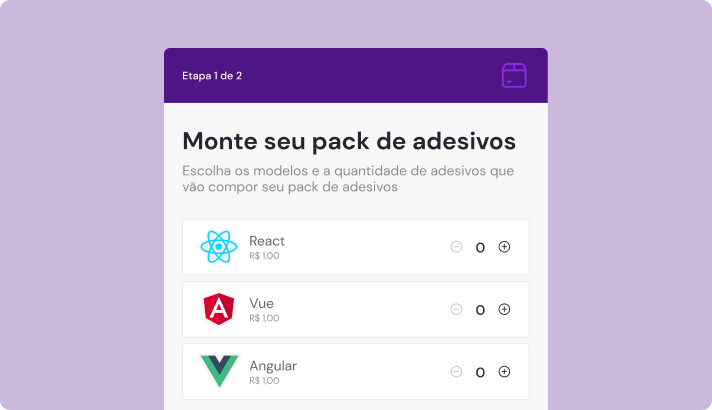 Etapa 1 de 2
Monte seu pack de adesivos
Escolha os modelos e a quantidade de adesivos que
vão compor seu pack de adesivos
React
R$ 1,00
0
Vue
R$ 1,00
0
Angular
R$ 1,00
0